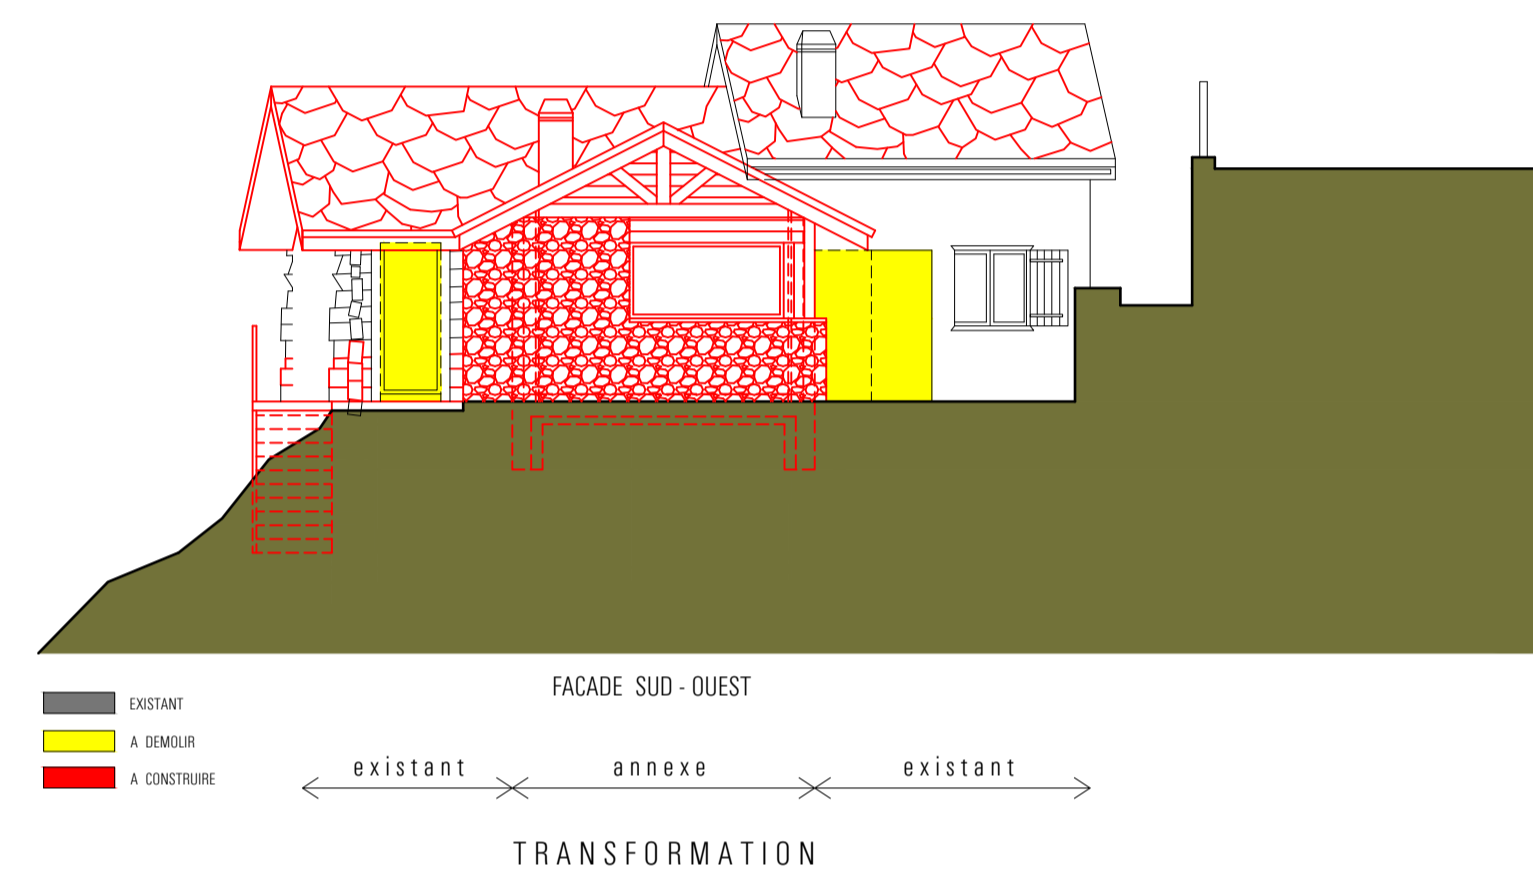 FACADE SUD - OUEST
EXISTANT
A DEMOLIR
A CONSTRUIRE
existant annexe existant
TRANSFORMATION